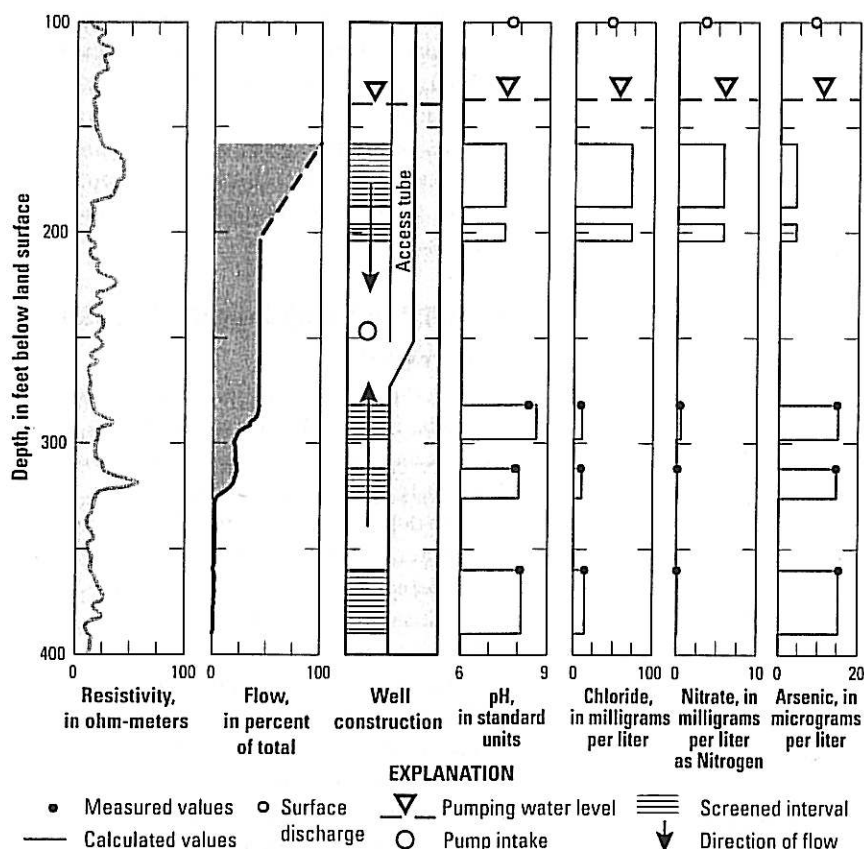 Depth, in feet below land surface
100
200
300
400
Access tube
0 100
0 100
6 9
0 100
0 10
0 20
Resistivity,
in ohm-meters
Flow,
in percent
of total
Well
construction
pH,
in standard
units
Chloride,
in milligrams
per liter
Nitrate, in
milligrams
per liter
as Nitrogen
Arsenic, in
micrograms
per liter
EXPLANATION
Measured values
Calculated values
Surface
discharge
Pumping water level
Pump intake
Screened interval
Direction of flow